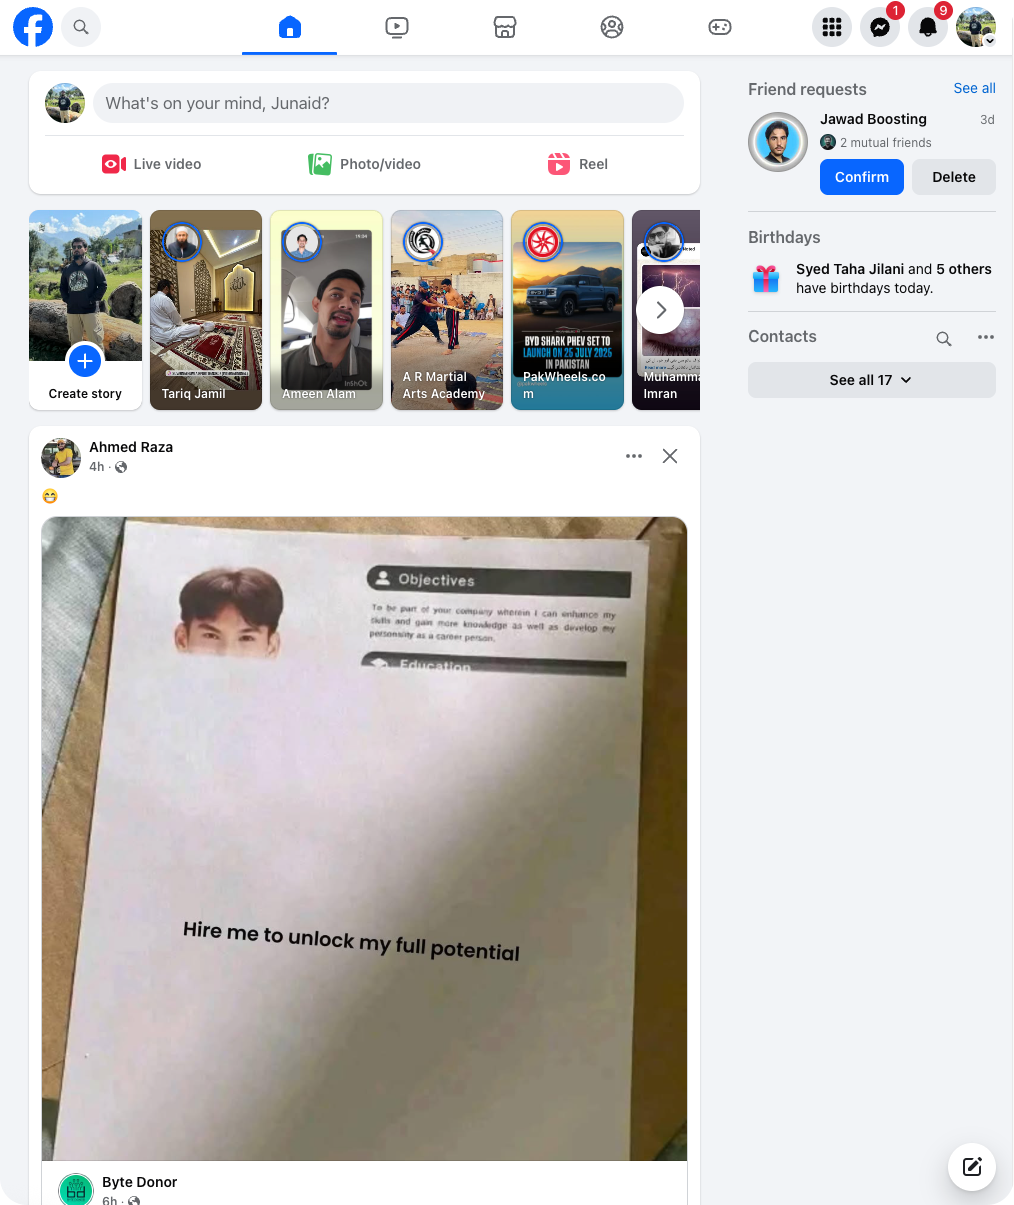 1
9
What's on your mind, Junaid?
Live video
Photo/video
Reel
Create story
Tariq Jamil
Ameen Alam
InShOt
A R Martial
Arts Academy
BYD SHARK PHEV SET TO
LAUNCH ON 25 JULY 2025
IN PAKISTAN
PakWheels.co
m
Muhamma
Imran
Friend requests
See all
Jawad Boosting
3d
2 mutual friends
Confirm
Delete
Birthdays
Syed Taha Jilani and 5 others
have birthdays today.
Contacts
See all 17
Ahmed Raza
4h ·
😁
Objectives
To be part of your company wherein I can enhance my
skills and gain more knowledge as well as develop my
personality as a career person.
Education
Hire me to unlock my full potential
bd
Byte Donor
6h ·